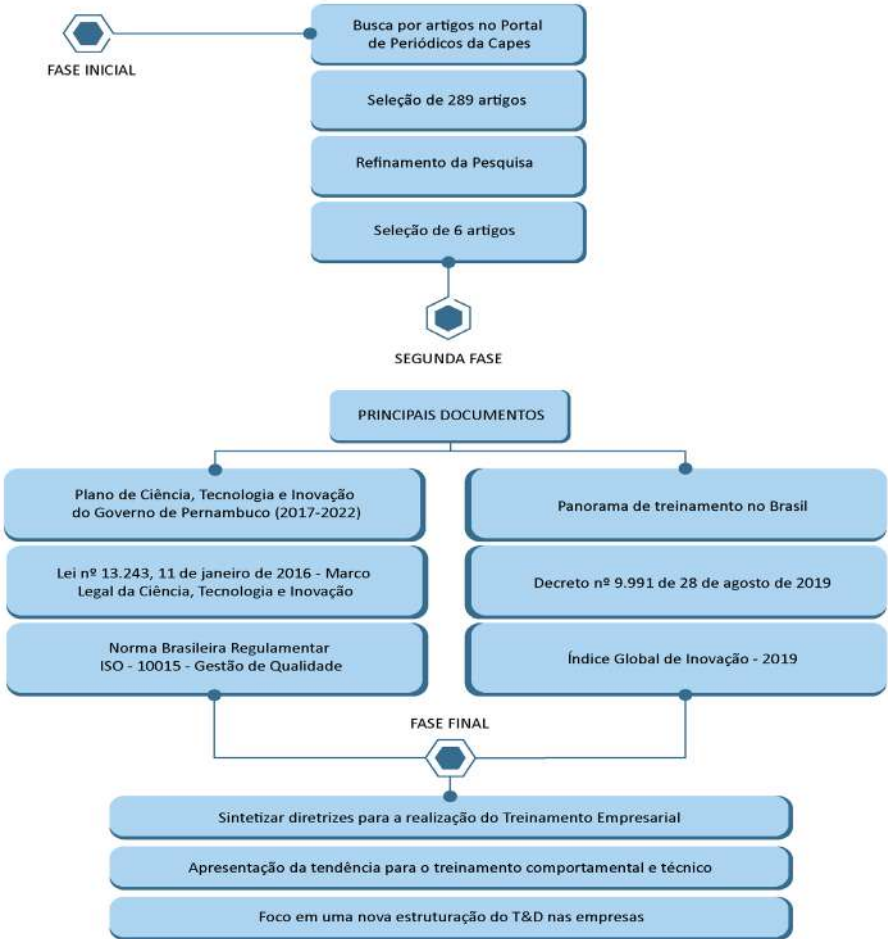 FASE INICIAL
Busca por artigos no Portal
de Periódicos da Capes
Seleção de 289 artigos
Refinamento da Pesquisa
Seleção de 6 artigos
SEGUNDA FASE
PRINCIPAIS DOCUMENTOS
Plano de Ciência, Tecnologia e Inovação
do Governo de Pernambuco (2017-2022)
Lei nº 13.243, 11 de janeiro de 2016 - Marco
Legal da Ciência, Tecnologia e Inovação
Norma Brasileira Regulamentar
ISO - 10015 - Gestão de Qualidade
Panorama de treinamento no Brasil
Decreto nº 9.991 de 28 de agosto de 2019
Índice Global de Inovação - 2019
FASE FINAL
Sintetizar diretrizes para a realização do Treinamento Empresarial
Apresentação da tendência para o treinamento comportamental e técnico
Foco em uma nova estruturação do T&D nas empresas